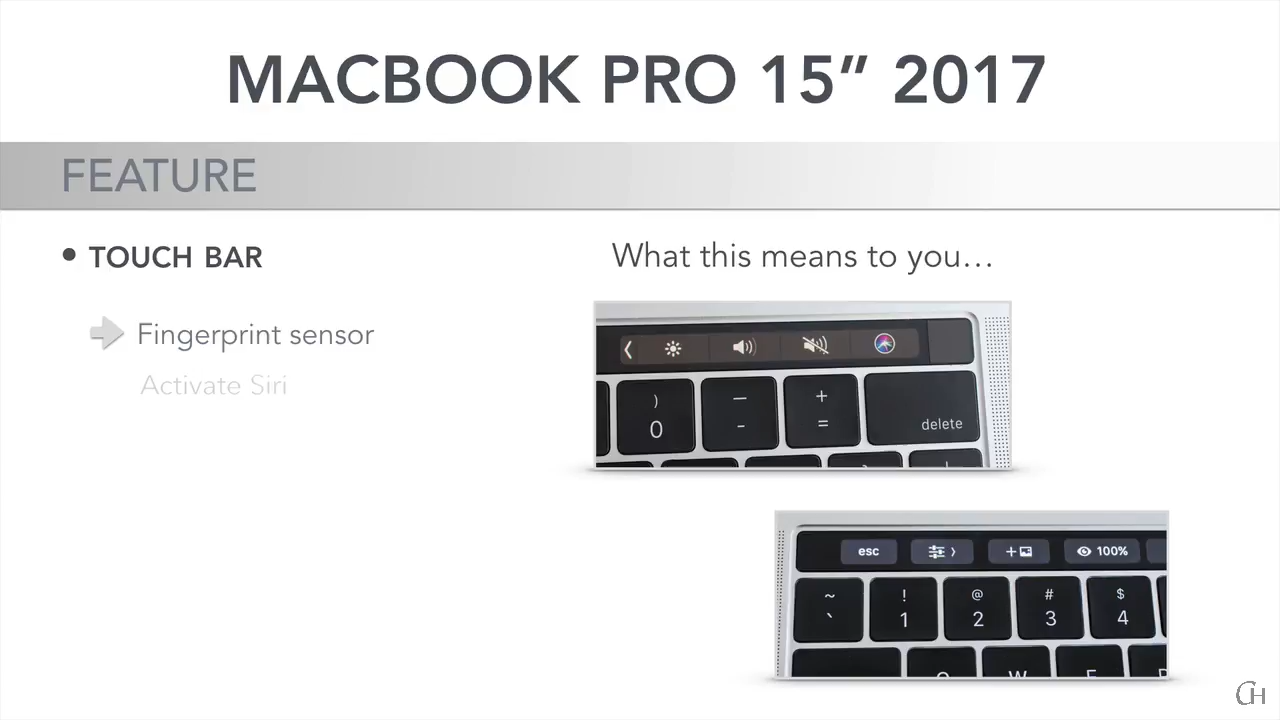 MACBOOK PRO 15” 2017
FEATURE
• TOUCH BAR
What this means to you…
Fingerprint sensor
Activate Siri
) — +
0 - = delete
esc 100%
~ ! @ # $
` 1 2 3 4
W E
CH